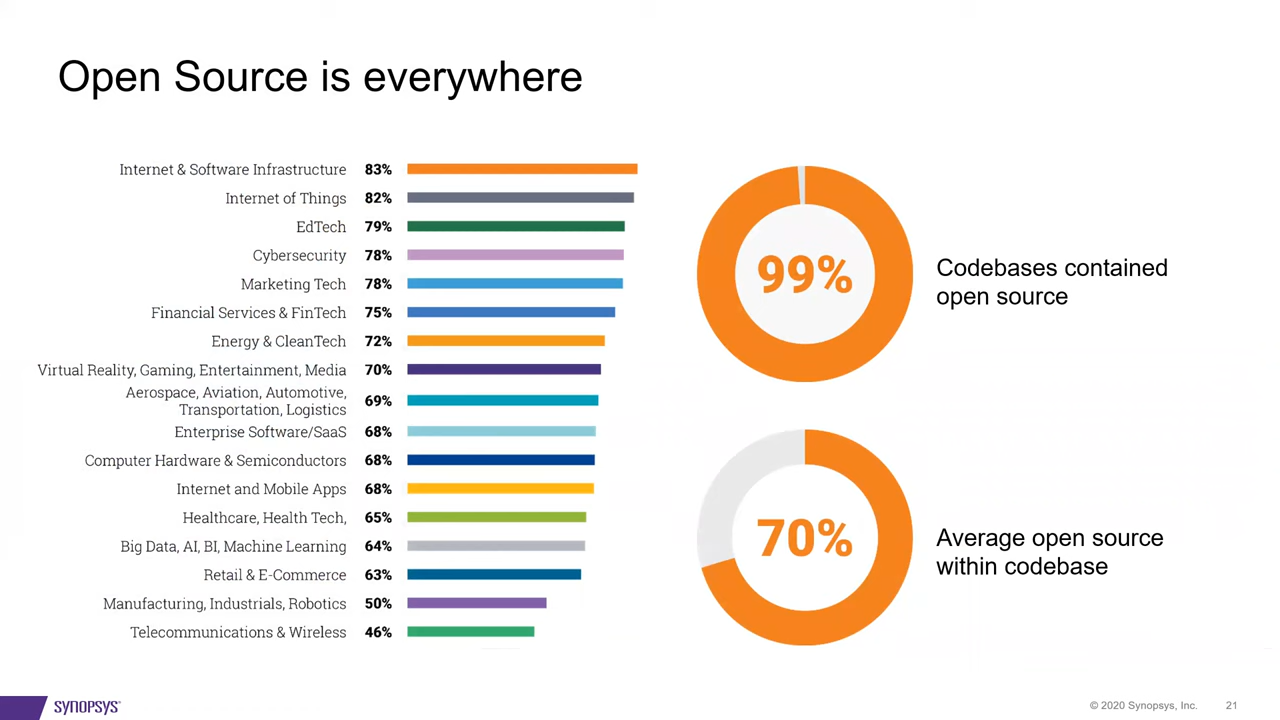 Open Source is everywhere
Internet & Software Infrastructure 83%
Internet of Things 82%
EdTech 79%
Cybersecurity 78%
Marketing Tech 78%
Financial Services & FinTech 75%
Energy & CleanTech 72%
Virtual Reality, Gaming, Entertainment, Media 70%
Aerospace, Aviation, Automotive,
Transportation, Logistics 69%
Enterprise Software/SaaS 68%
Computer Hardware & Semiconductors 68%
Internet and Mobile Apps 68%
Healthcare, Health Tech, 65%
Big Data, AI, BI, Machine Learning 64%
Retail & E-Commerce 63%
Manufacturing, Industrials, Robotics 50%
Telecommunications & Wireless 46%
99%
Codebases contained
open source
70%
Average open source
within codebase
SYNOPSYS®
© 2020 Synopsys, Inc. 21